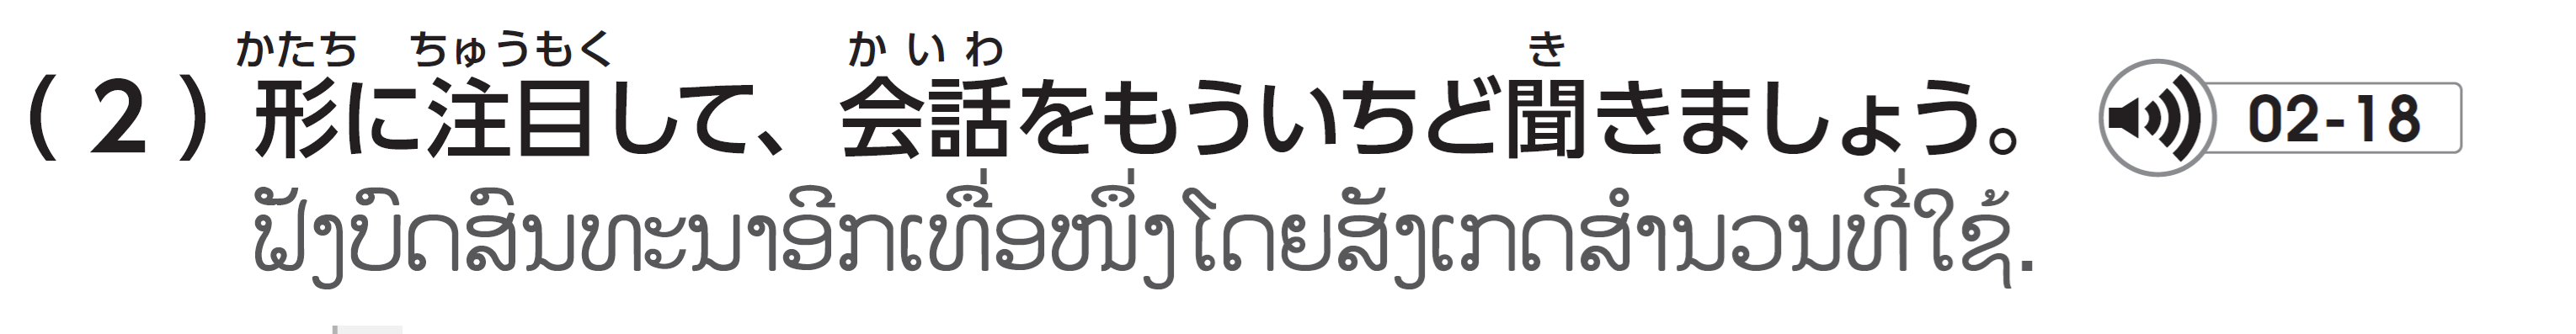 かたち ちゅうもく かいわ き
( 2 ) 形に注目して、会話をもういちど聞きましょう。 02-18
ຟັງບົດສົນທະນາອີກເທື່ອໜຶ່ງໂດຍສັງເກດສຳນວນທີ່ໃຊ້.